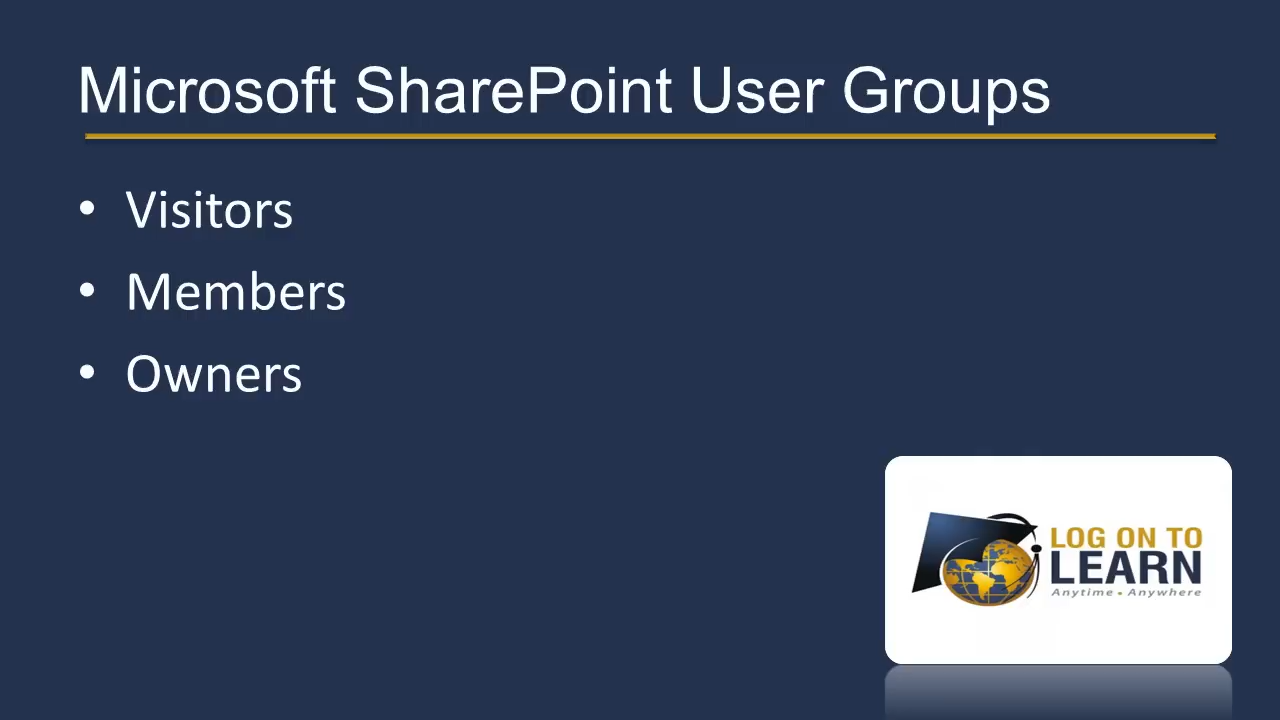 Microsoft SharePoint User Groups
• Visitors
• Members
• Owners
LOG ON TO
LEARN
Anytime • Anywhere